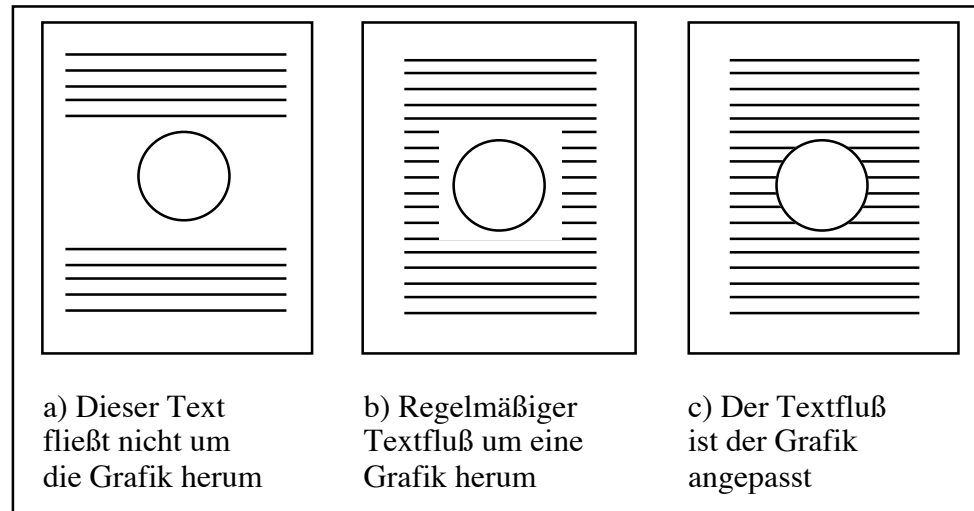 a) Dieser Text
fließt nicht um
die Grafik herum
b) Regelmäßiger
Textfluß um eine
Grafik herum
c) Der Textfluß
ist der Grafik
angepasst